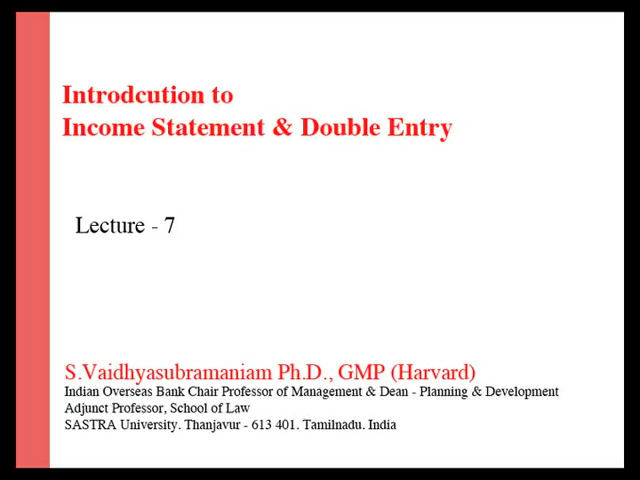 Introdcution to
Income Statement & Double Entry
Lecture - 7
S.Vaidhyasubramaniam Ph.D., GMP (Harvard)
Indian Overseas Bank Chair Professor of Management & Dean - Planning & Development
Adjunct Professor, School of Law
SASTRA University. Thanjavur - 613 401. Tamilnadu. India